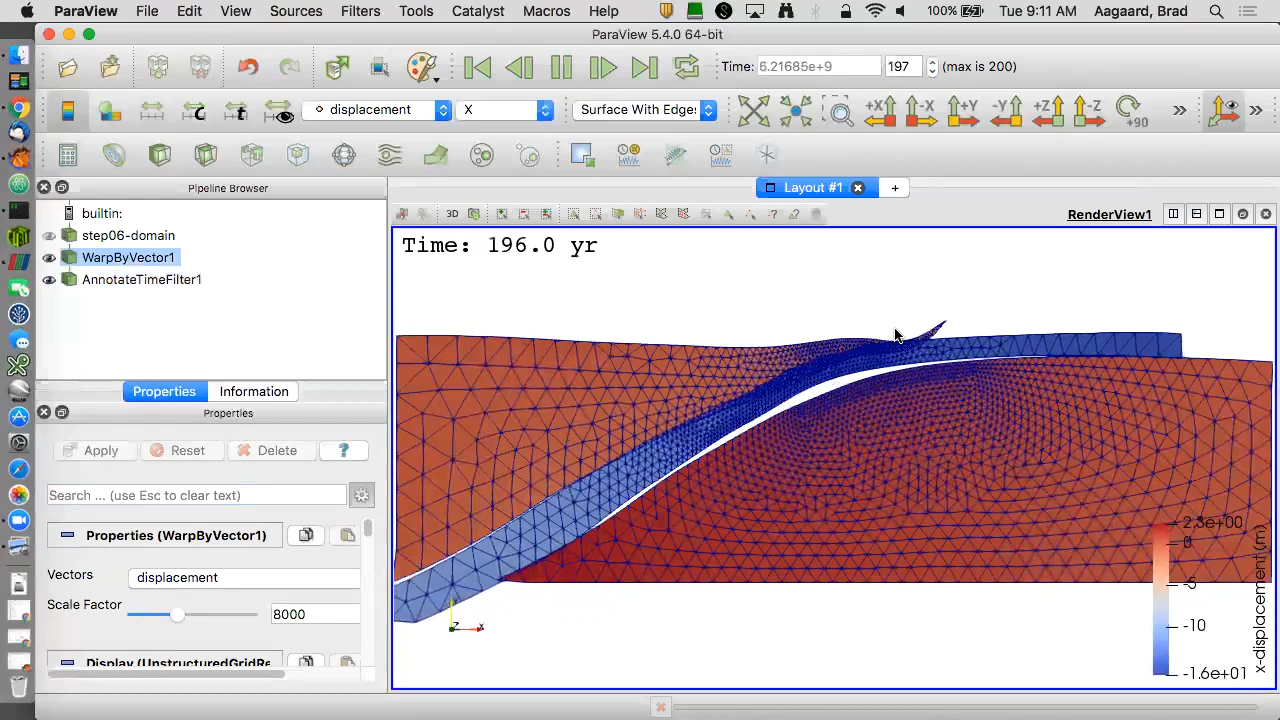 ParaView File Edit View Sources Filters Tools Catalyst Macros Help 100% Tue 9:11 AM Aagaard, Brad
ParaView 5.4.0 64-bit
Time: 6.21685e+9 197 (max is 200)
displacement X Surface With Edge: +X -X +Y -Y +Z -Z +90
Pipeline Browser
Layout #1 +
builtin:
3D
RenderView1
step06-domain
WarpByVector1
AnnotateTimeFilter1
Time: 196.0 yr
Properties Information
Properties
Apply Reset Delete ?
Search ... (use Esc to clear text)
Properties (WarpByVector1)
Vectors displacement
Scale Factor 8000
Display (UnstructuredGridRe
2.3e+00
0
-5
-10
-1.6e+01
x-displacement (m)
Z X